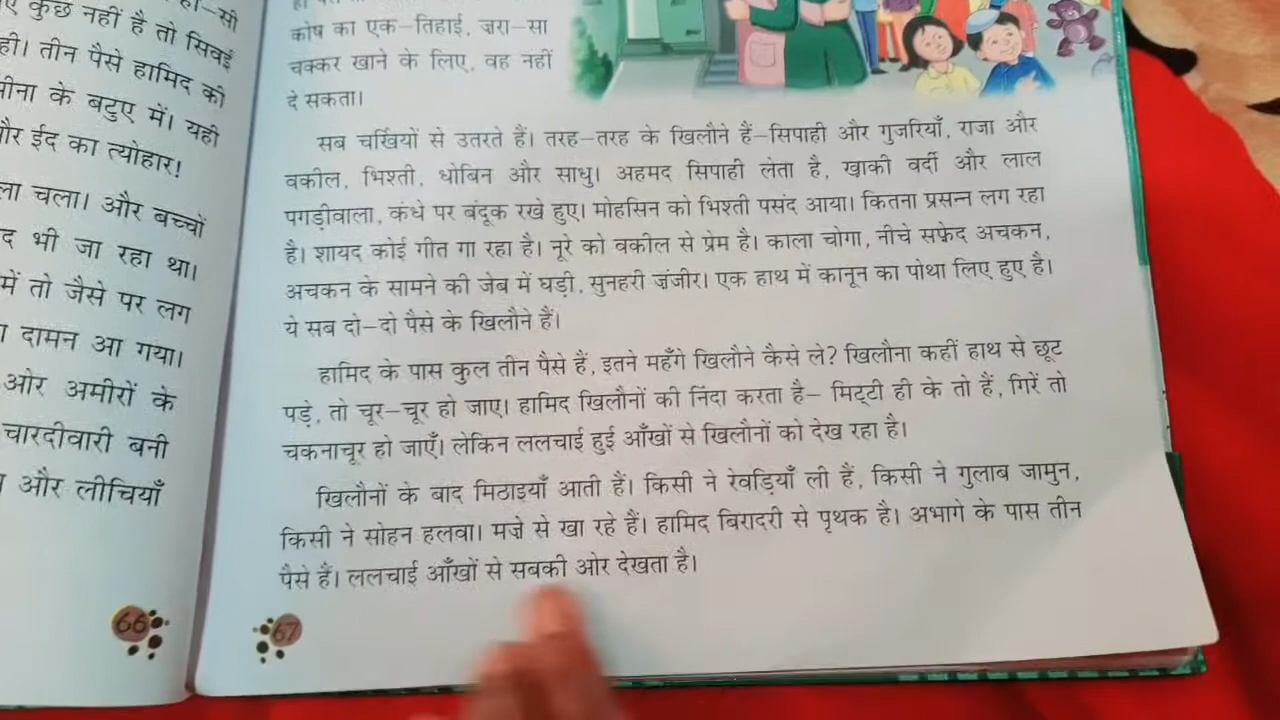 कुछ नहीं है तो सिवइँ
ही। तीन पैसे हामिद की
के बटुए में। यही
और ईद का त्योहार!
चला। और बच्चों
भी जा रहा था।
में तो जैसे पर लग
दामन आ गया।
ओर अमीरों के
चारदीवारी बनी
और लीचियाँ
66
कोष का एक-तिहाई, ज़रा-सा
चक्कर खाने के लिए, वह नहीं
दे सकता।
सब चर्खियों से उतरते हैं। तरह-तरह के खिलौने हैं-सिपाही और गुजरियाँ, राजा और
वकील, भिश्ती, धोबिन और साधु। अहमद सिपाही लेता है, ख़ाकी वर्दी और लाल
पगड़ीवाला, कंधे पर बंदूक रखे हुए। मोहसिन को भिश्ती पसंद आया। कितना प्रसन्न लग रहा
है। शायद कोई गीत गा रहा है। नूरे को वकील से प्रेम है। काला चोगा, नीचे सफ़ेद अचकन,
अचकन के सामने की जेब में घड़ी, सुनहरी ज़ंजीर। एक हाथ में कानून का पोथा लिए हुए है।
ये सब दो-दो पैसे के खिलौने हैं।
हामिद के पास कुल तीन पैसे हैं, इतने महँगे खिलौने कैसे ले? खिलौना कहीं हाथ से छूट
पड़े, तो चूर-चूर हो जाए। हामिद खिलौनों की निंदा करता है- मिट्टी ही के तो हैं, गिरें तो
चकनाचूर हो जाएँ। लेकिन ललचाई हुई आँखों से खिलौनों को देख रहा है।
खिलौनों के बाद मिठाइयाँ आती हैं। किसी ने रेवड़ियाँ ली हैं, किसी ने गुलाब जामुन,
किसी ने सोहन हलवा। मज़े से खा रहे हैं। हामिद बिरादरी से पृथक है। अभागे के पास तीन
पैसे हैं। ललचाई आँखों से सबकी ओर देखता है।
67